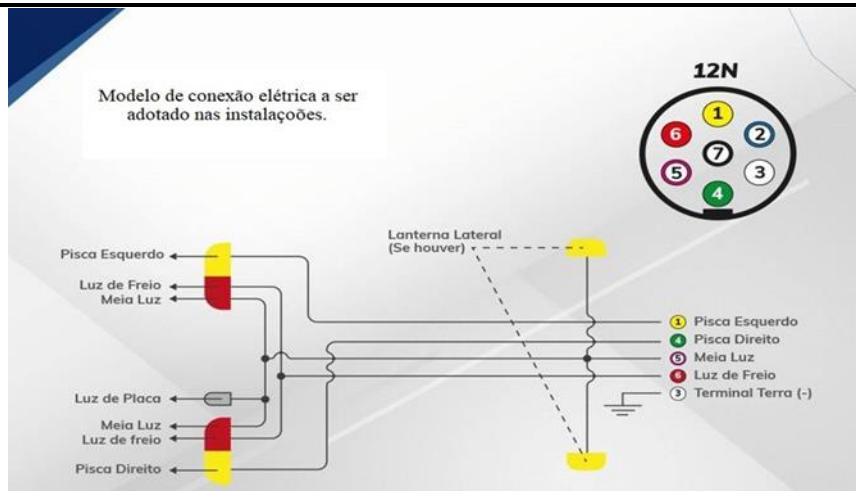 Modelo de conexão elétrica a ser
adotado nas instalaçoões.
12N
1
6
2
7
5
3
4
Lanterna Lateral
(Se houver)
Pisca Esquerdo
Luz de Freio
Meia Luz
Luz de Placa
Meia Luz
Luz de freio
Pisca Direito
1 Pisca Esquerdo
4 Pisca Direito
5 Meia Luz
6 Luz de Freio
3 Terminal Terra (-)